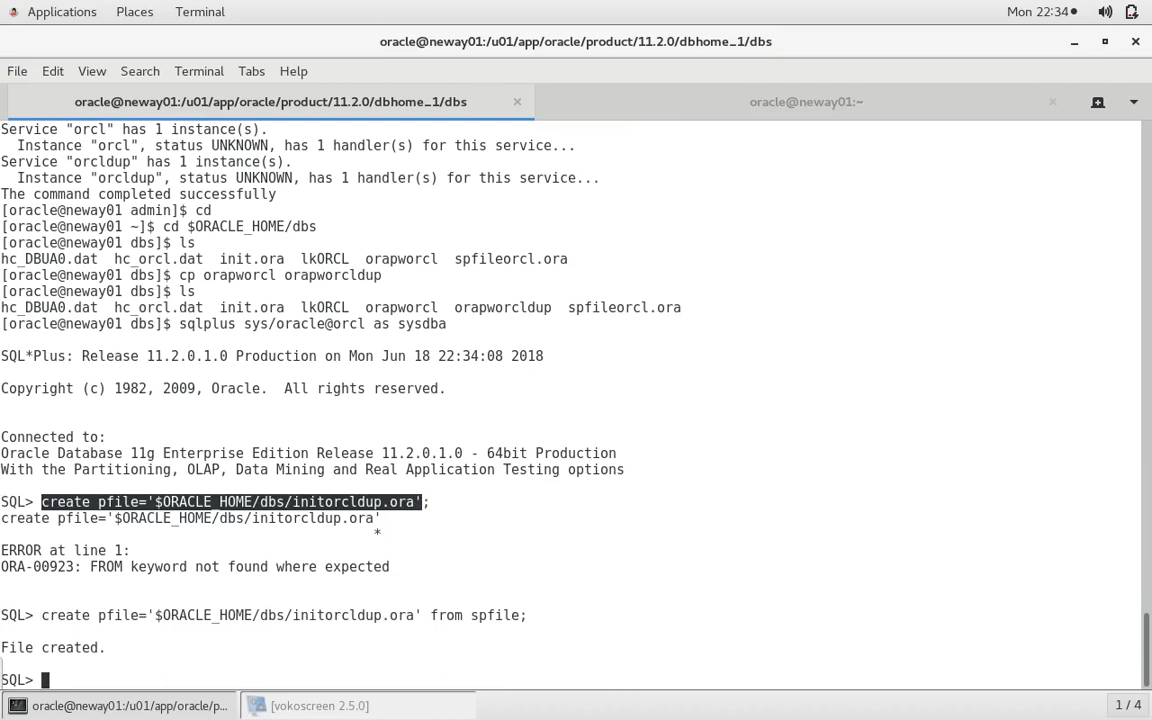 Applications Places Terminal Mon 22:34
oracle@neway01:/u01/app/oracle/product/11.2.0/dbhome_1/dbs
File Edit View Search Terminal Tabs Help
oracle@neway01:/u01/app/oracle/product/11.2.0/dbhome_1/dbs oracle@neway01:~
Service "orcl" has 1 instance(s).
  Instance "orcl", status UNKNOWN, has 1 handler(s) for this service...
Service "orcldup" has 1 instance(s).
  Instance "orcldup", status UNKNOWN, has 1 handler(s) for this service...
The command completed successfully
[oracle@neway01 admin]$ cd
[oracle@neway01 ~]$ cd $ORACLE_HOME/dbs
[oracle@neway01 dbs]$ ls
hc_DBUA0.dat  hc_orcl.dat  init.ora  lkORCL  orapworcl  spfileorcl.ora
[oracle@neway01 dbs]$ cp orapworcl orapworcldup
[oracle@neway01 dbs]$ ls
hc_DBUA0.dat  hc_orcl.dat  init.ora  lkORCL  orapworcl  orapworcldup  spfileorcl.ora
[oracle@neway01 dbs]$ sqlplus sys/oracle@orcl as sysdba
SQL*Plus: Release 11.2.0.1.0 Production on Mon Jun 18 22:34:08 2018
Copyright (c) 1982, 2009, Oracle.  All rights reserved.
Connected to:
Oracle Database 11g Enterprise Edition Release 11.2.0.1.0 - 64bit Production
With the Partitioning, OLAP, Data Mining and Real Application Testing options
SQL> create pfile='$ORACLE_HOME/dbs/initorcldup.ora';
create pfile='$ORACLE_HOME/dbs/initorcldup.ora'
*
ERROR at line 1:
ORA-00923: FROM keyword not found where expected
SQL> create pfile='$ORACLE_HOME/dbs/initorcldup.ora' from spfile;
File created.
SQL>
oracle@neway01:/u01/app/oracle/p... [vokoscreen 2.5.0] 1 / 4